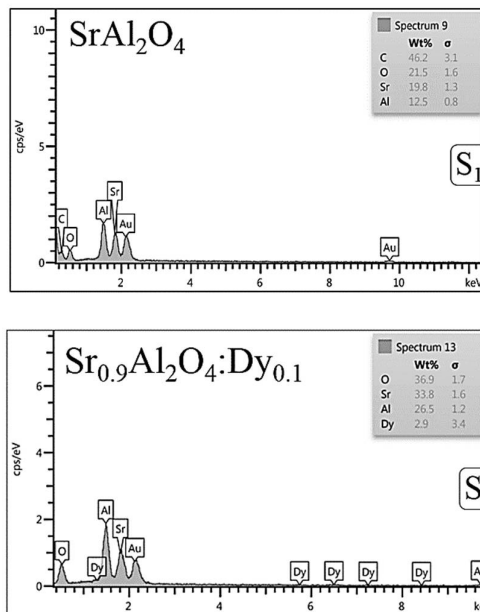 SrAl2O4
Spectrum 9
Wt% σ
C 46.2 3.1
O 21.5 1.6
Sr 19.8 1.3
Al 12.5 0.8
10
5
0
cps/eV
C
O
Al
Sr
Au
Au
2 4 6 8 10 keV
Sr0.9Al2O4:Dy0.1
Spectrum 13
Wt% σ
O 36.9 1.7
Sr 33.8 1.6
Al 26.5 1.2
Dy 2.9 3.4
6
4
2
0
cps/eV
S
O
Dy
Al
Sr
Au
Dy
Dy
Dy
Dy
A
2 4 6 8